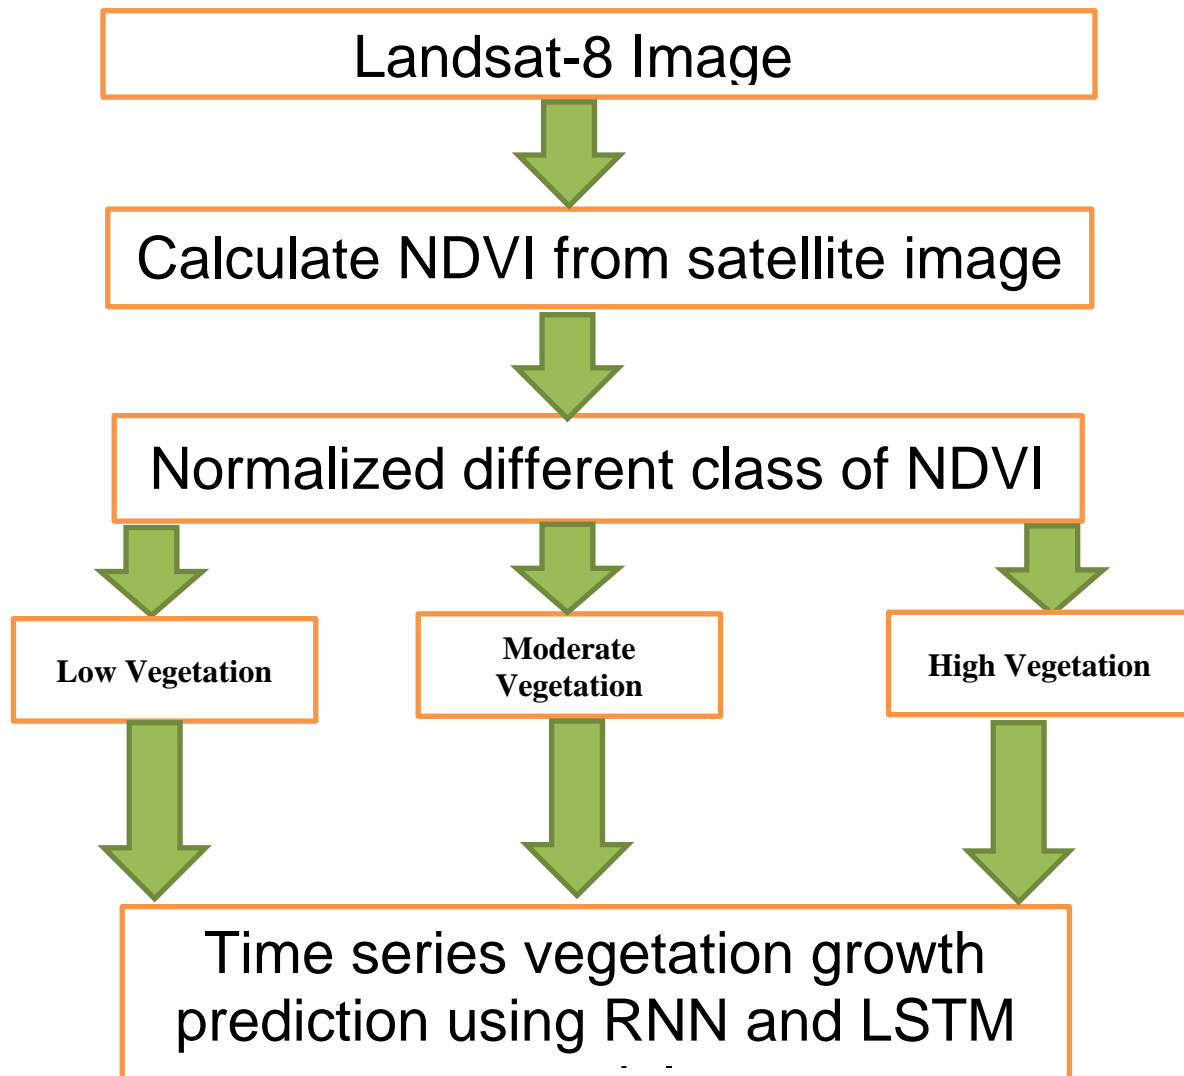 Landsat-8 Image
Calculate NDVI from satellite image
Normalized different class of NDVI
Low Vegetation
Moderate
Vegetation
High Vegetation
Time series vegetation growth
prediction using RNN and LSTM